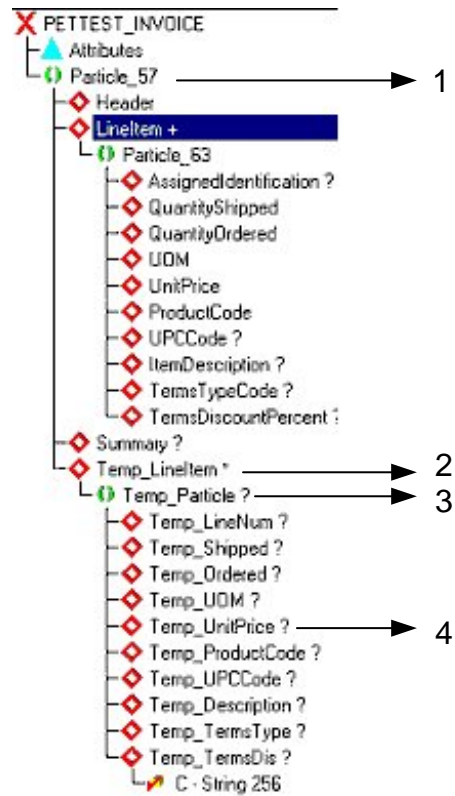 PETTEST_INVOICE
Attributes
Particle_57 1
Header
LineItem +
Particle_63
AssignedIdentification ?
QuantityShipped
QuantityOrdered
UOM
UnitPrice
ProductCode
UPCCode ?
ItemDescription ?
TermsTypeCode ?
TermsDiscountPercent ?
Summary ?
Temp_LineItem * 2
Temp_Particle ? 3
Temp_LineNum ?
Temp_Shipped ?
Temp_Ordered ?
Temp_UOM ?
Temp_UnitPrice ? 4
Temp_ProductCode ?
Temp_UPCCode ?
Temp_Description ?
Temp_TermsType ?
Temp_TermsDis ?
C - String 256